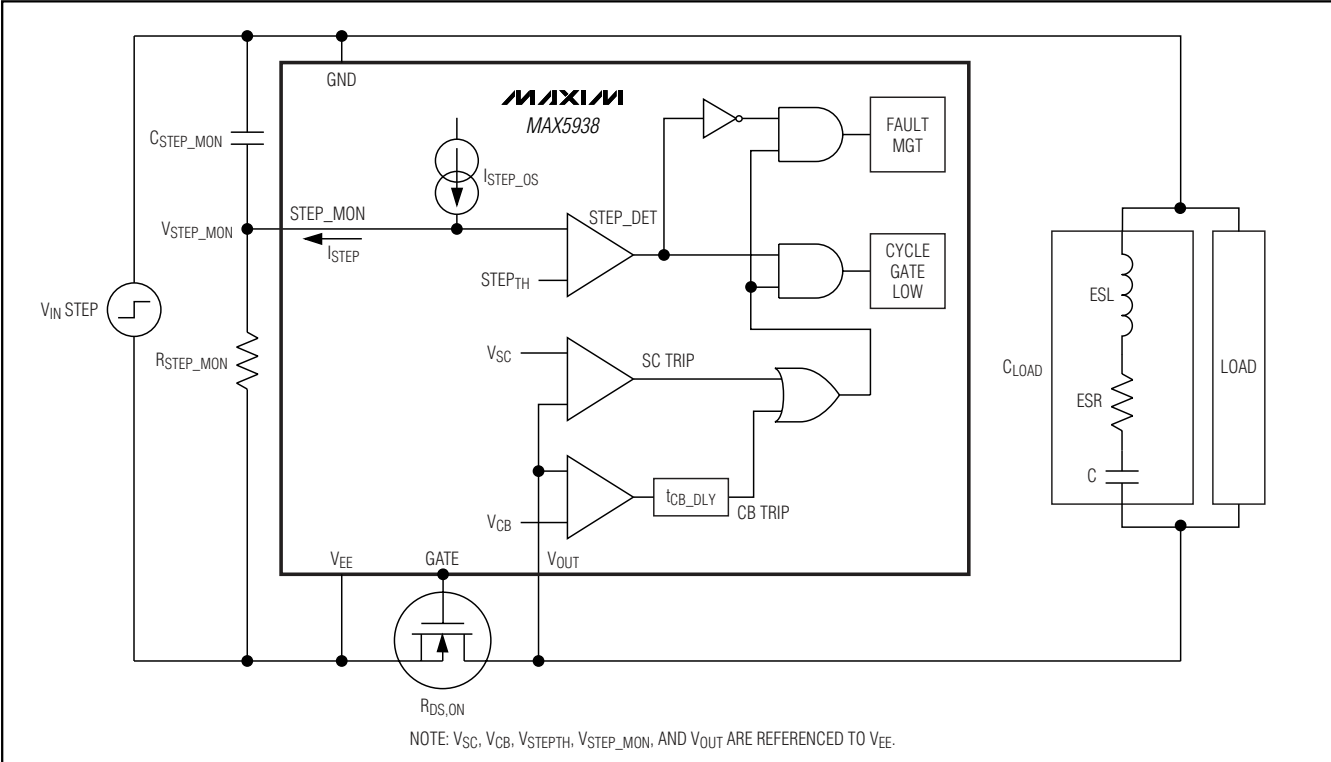 GND
MAXIM
MAX5938
FAULT
MGT
CSTEP_MON
ISTEP_OS
STEP_MON
STEP_DET
VSTEP_MON
ISTEP
CYCLE
GATE
LOW
STEPTH
ESL
VIN STEP
VSC
SC TRIP
RSTEP_MON
CLOAD
LOAD
ESR
C
tCB_DLY
CB TRIP
VCB
VEE
GATE
VOUT
RDS,ON
NOTE: VSC, VCB, VSTEPTH, VSTEP_MON, AND VOUT ARE REFERENCED TO VEE.